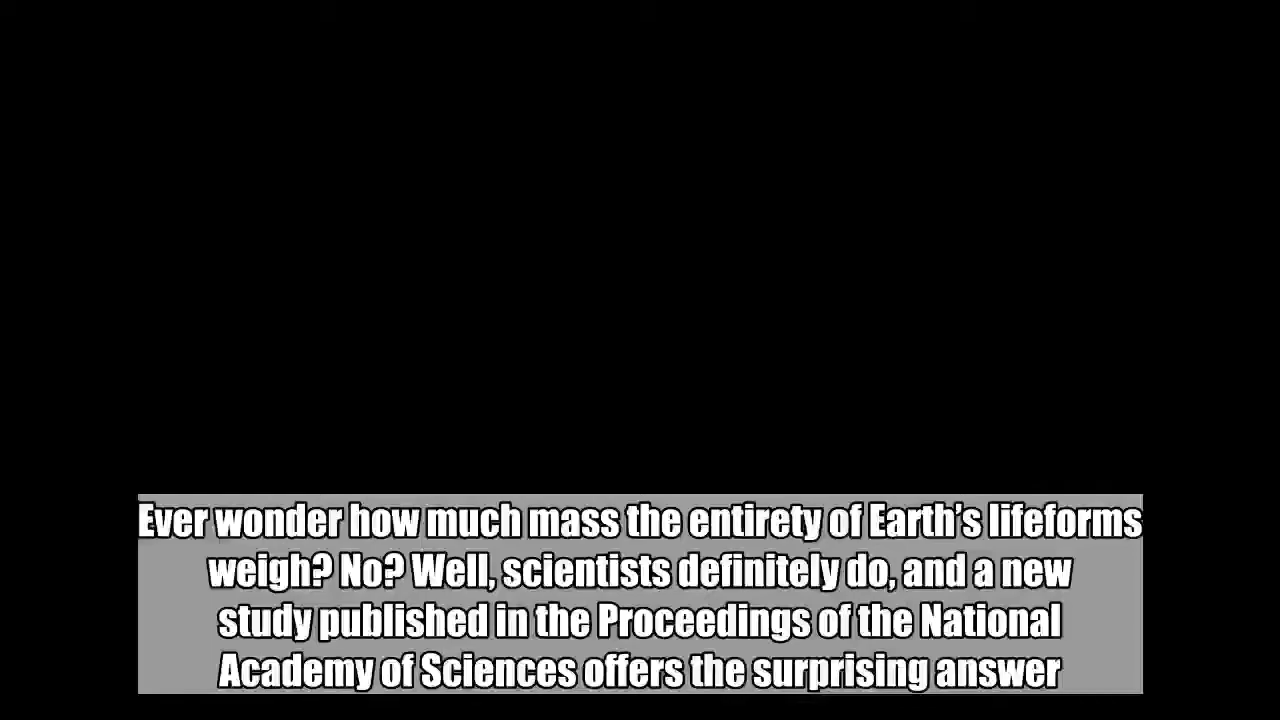 Ever wonder how much mass the entirety of Earth’s lifeforms
weigh? No? Well, scientists definitely do, and a new
study published in the Proceedings of the National
Academy of Sciences offers the surprising answer